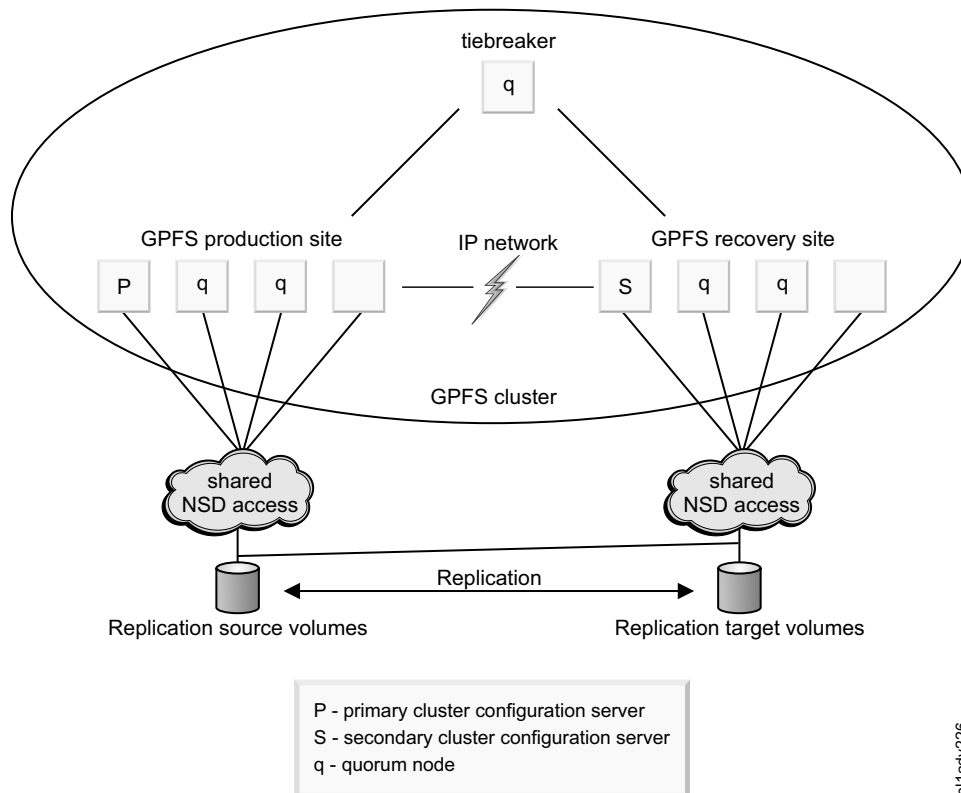 tiebreaker
q
GPFS production site
IP network
GPFS recovery site
P
q
q
S
q
q
GPFS cluster
shared
NSD access
shared
NSD access
Replication
Replication source volumes
Replication target volumes
P - primary cluster configuration server
S - secondary cluster configuration server
q - quorum node